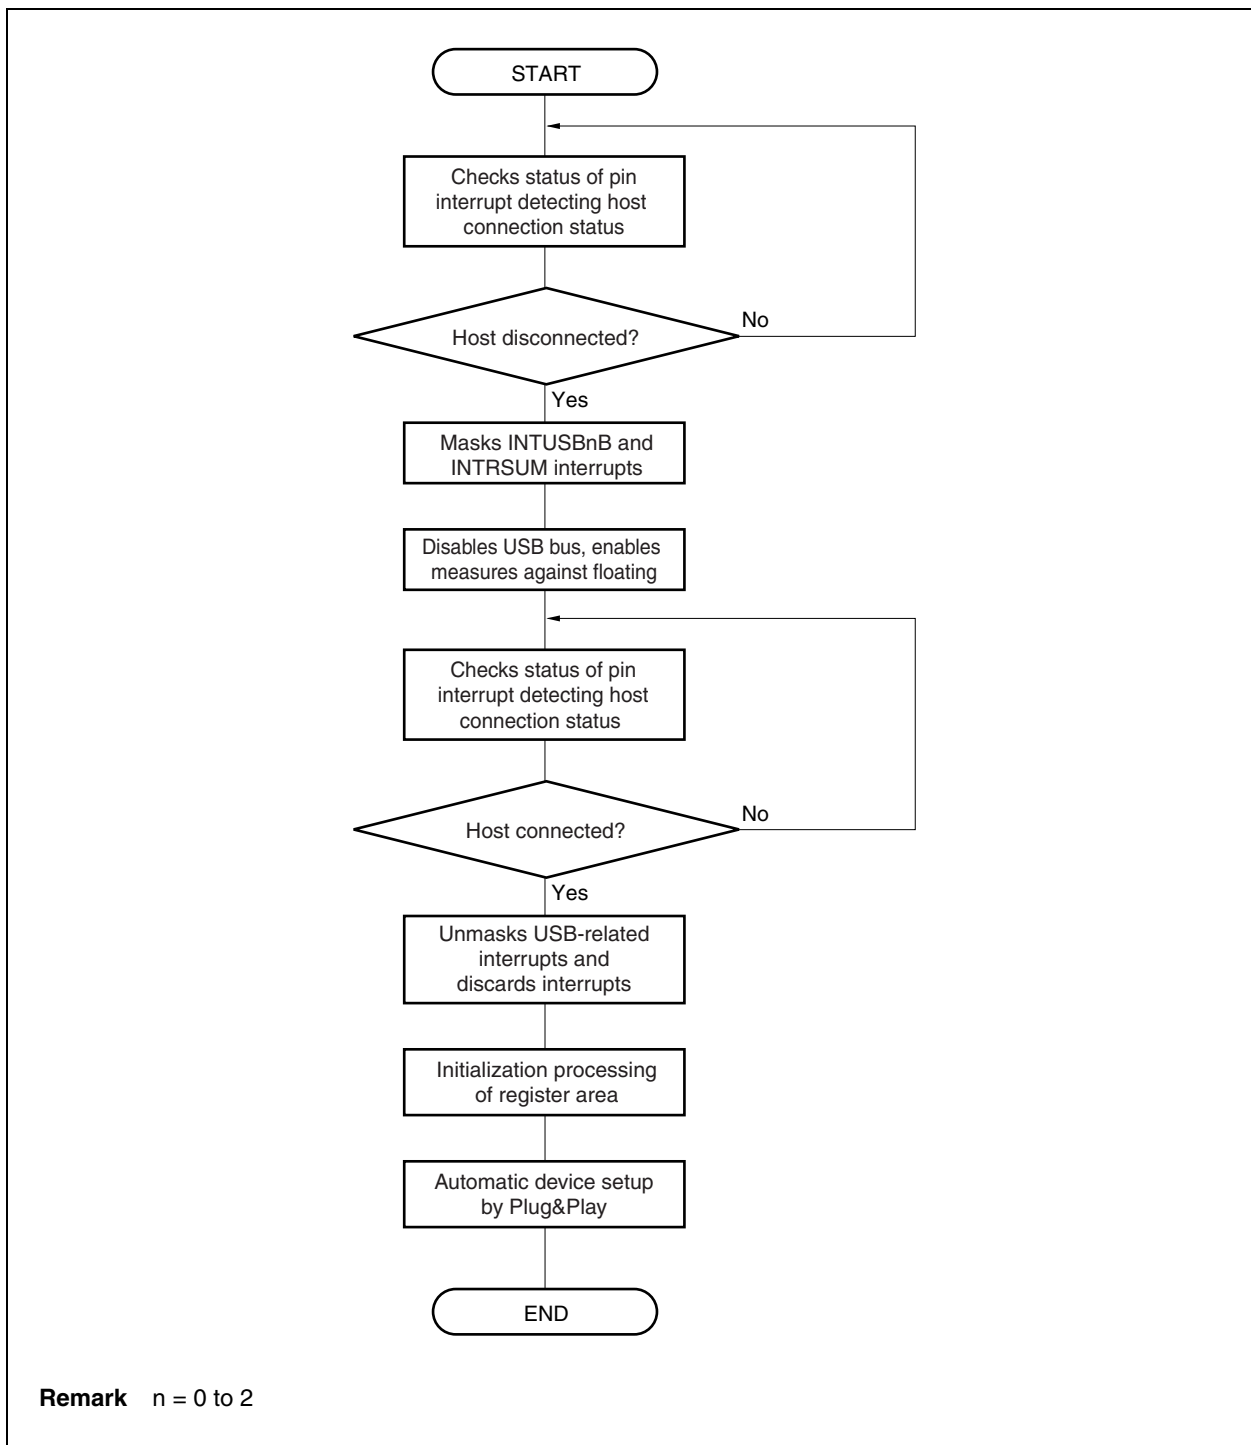 START
Checks status of pin
interrupt detecting host
connection status
Host disconnected?
No
Yes
Masks INTUSBnB and
INTRSUM interrupts
Disables USB bus, enables
measures against floating
Checks status of pin
interrupt detecting host
connection status
Host connected?
No
Yes
Unmasks USB-related
interrupts and
discards interrupts
Initialization processing
of register area
Automatic device setup
by Plug&Play
END
Remark n = 0 to 2